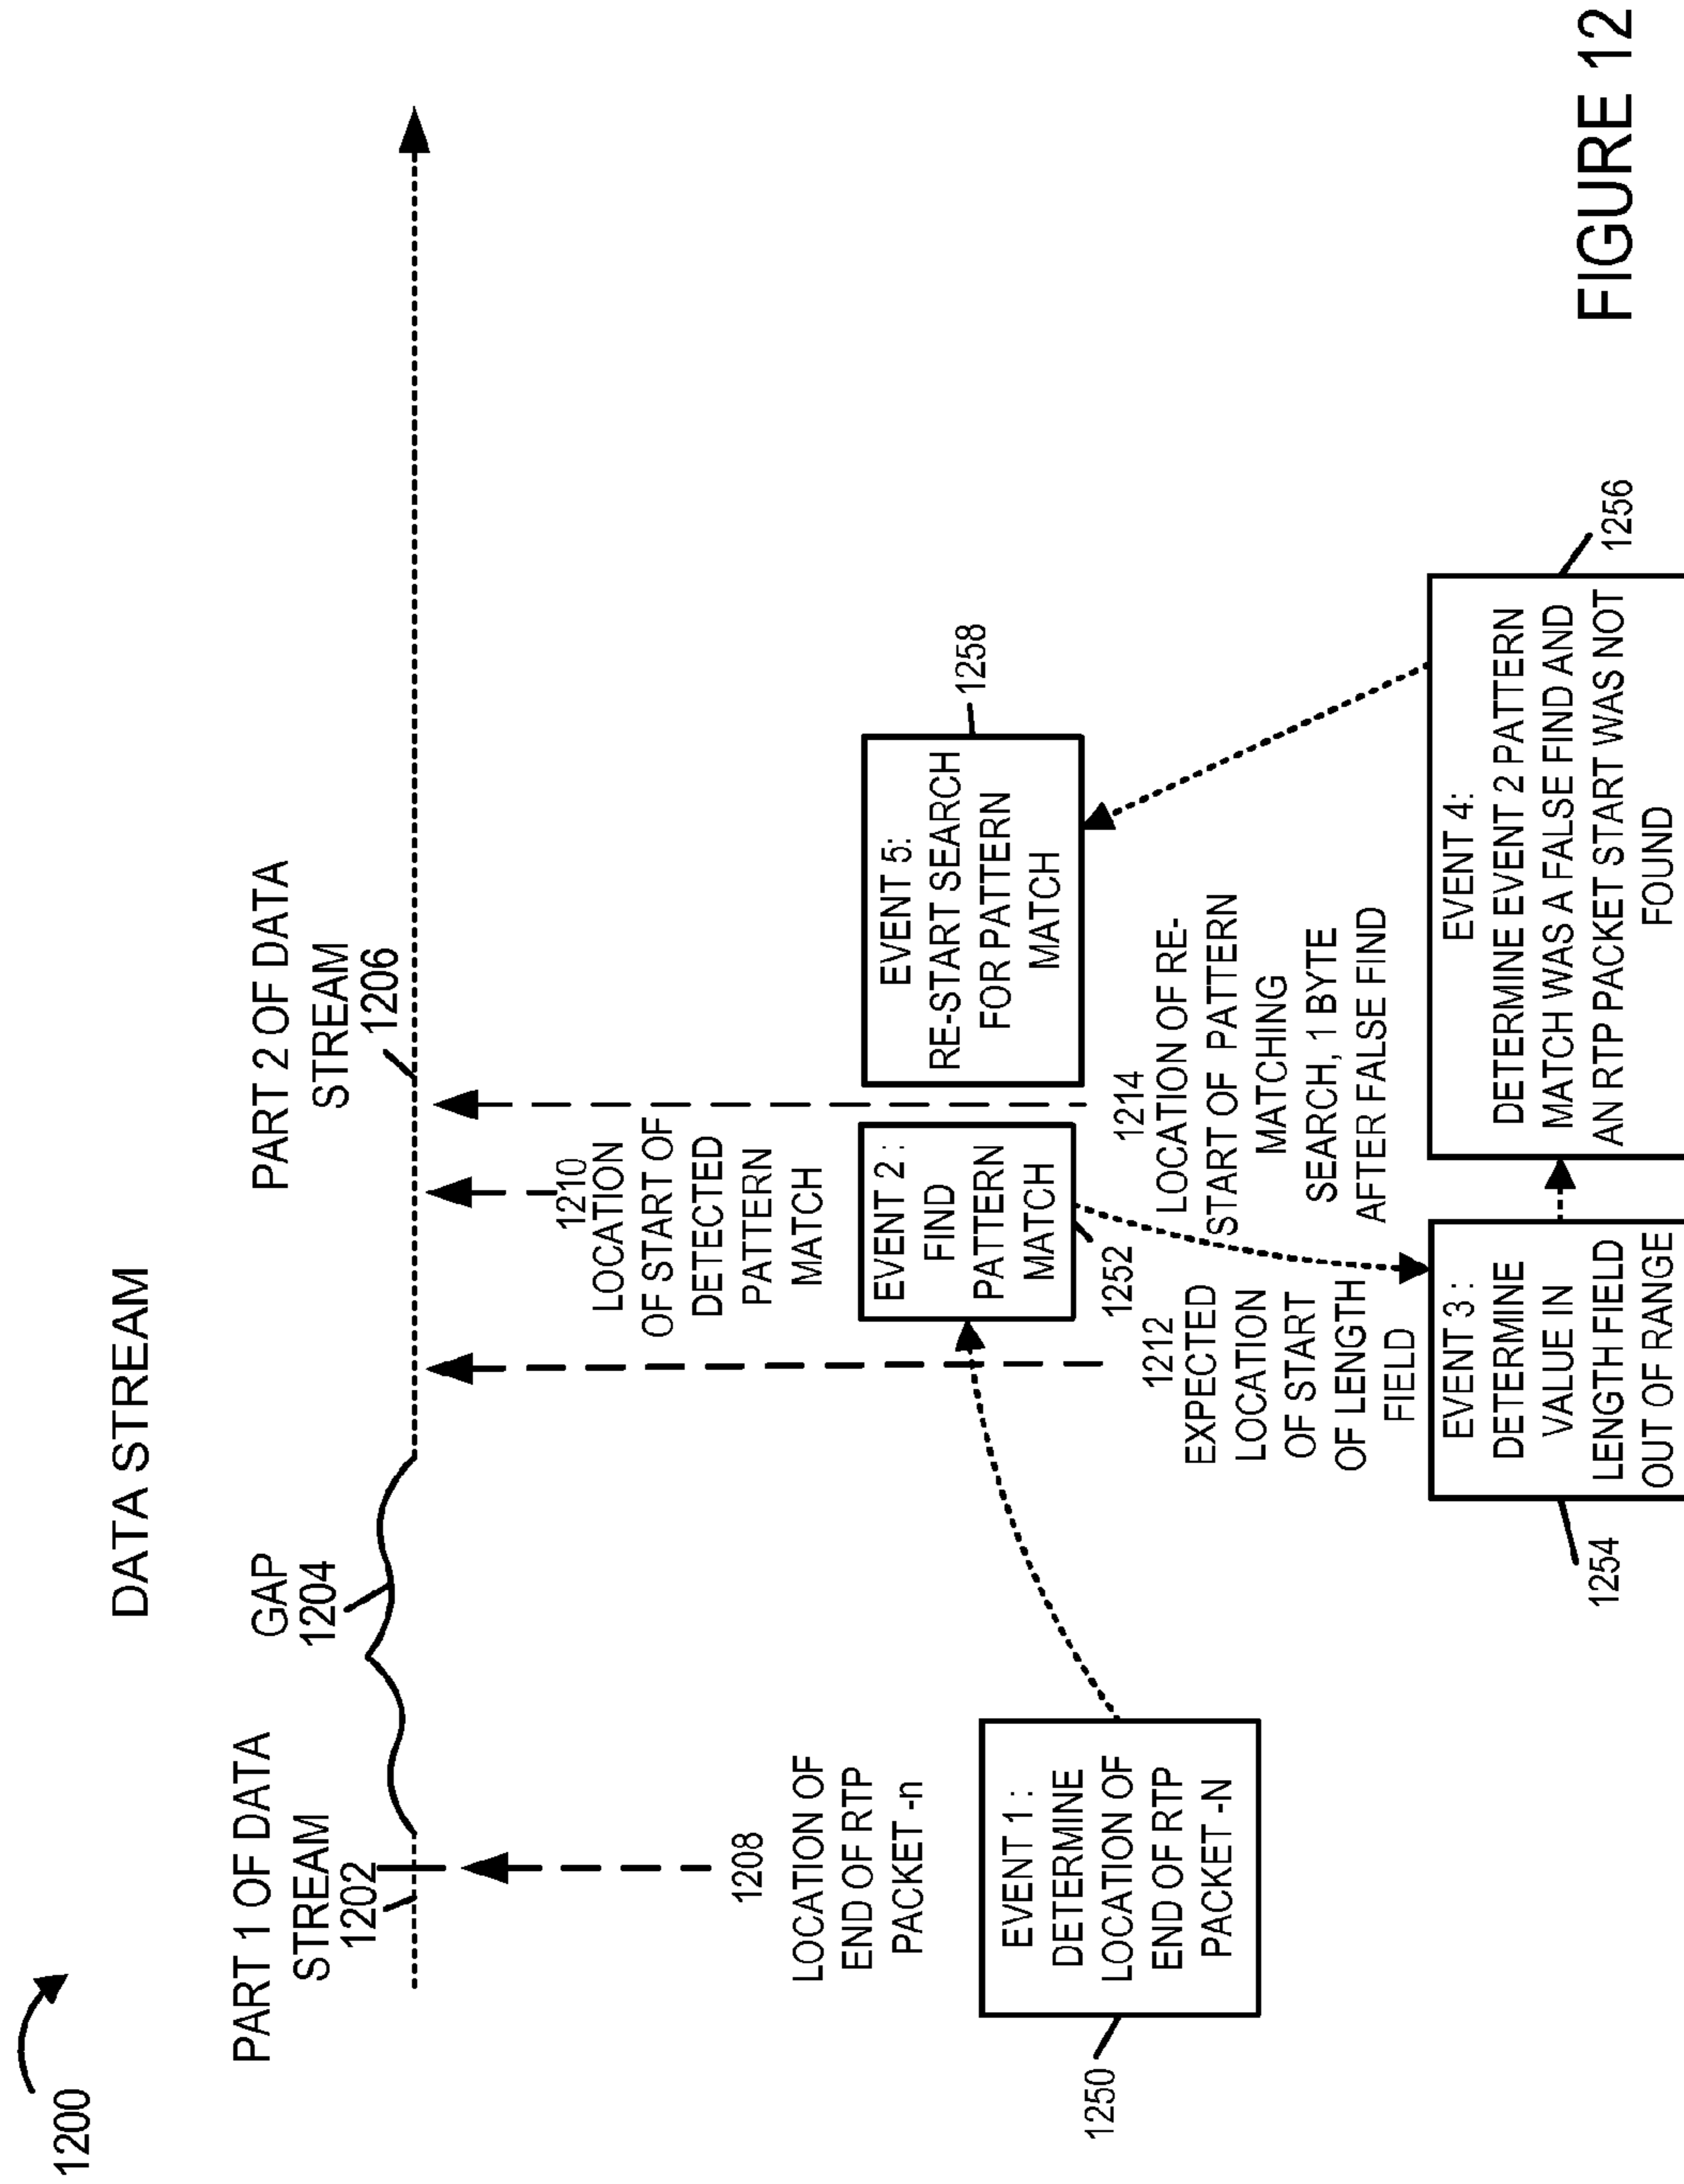 1200
DATA STREAM
PART 1 OF DATA
STREAM
1202
GAP
1204
PART 2 OF DATA
STREAM
1206
1208
LOCATION OF
END OF RTP
PACKET -n
1210
LOCATION
OF START OF
DETECTED
PATTERN
MATCH
EVENT 1 :
DETERMINE
LOCATION OF
END OF RTP
PACKET -N
1250
EVENT 2 :
FIND
PATTERN
MATCH
1252
EVENT 5:
RE-START SEARCH
FOR PATTERN
MATCH
1258
1212
EXPECTED
LOCATION
OF START
OF LENGTH
FIELD
1214
LOCATION OF RE-
START OF PATTERN
MATCHING
SEARCH, 1 BYTE
AFTER FALSE FIND
EVENT 3 :
DETERMINE
VALUE IN
LENGTH FIELD
OUT OF RANGE
1254
EVENT 4:
DETERMINE EVENT 2 PATTERN
MATCH WAS A FALSE FIND AND
AN RTP PACKET START WAS NOT
FOUND
1256
FIGURE 12